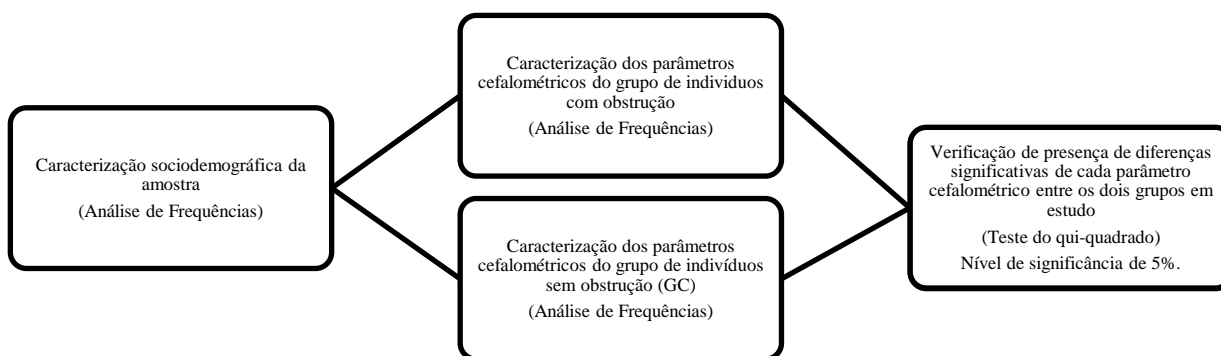 Caracterização sociodemográfica da
amostra
(Análise de Frequências)
Caracterização dos parâmetros
cefalométricos do grupo de individuos
com obstrução
(Análise de Frequências)
Caracterização dos parâmetros
cefalométricos do grupo de indivíduos
sem obstrução (GC)
(Análise de Frequências)
Verificação de presença de diferenças
significativas de cada parâmetro
cefalométrico entre os dois grupos em
estudo
(Teste do qui-quadrado)
Nível de significância de 5%.